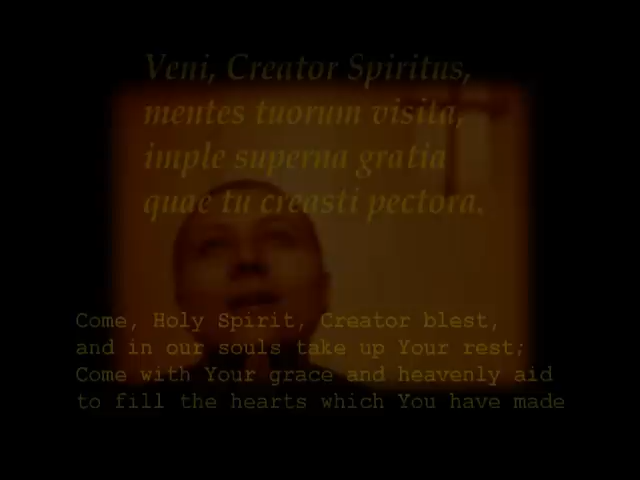 Veni, Creator Spiritus,
mentes tuorum visita,
imple superna gratia
quae tu creasti pectora.
Come, Holy Spirit, Creator blest,
and in our souls take up Your rest;
Come with Your grace and heavenly aid
to fill the hearts which You have made